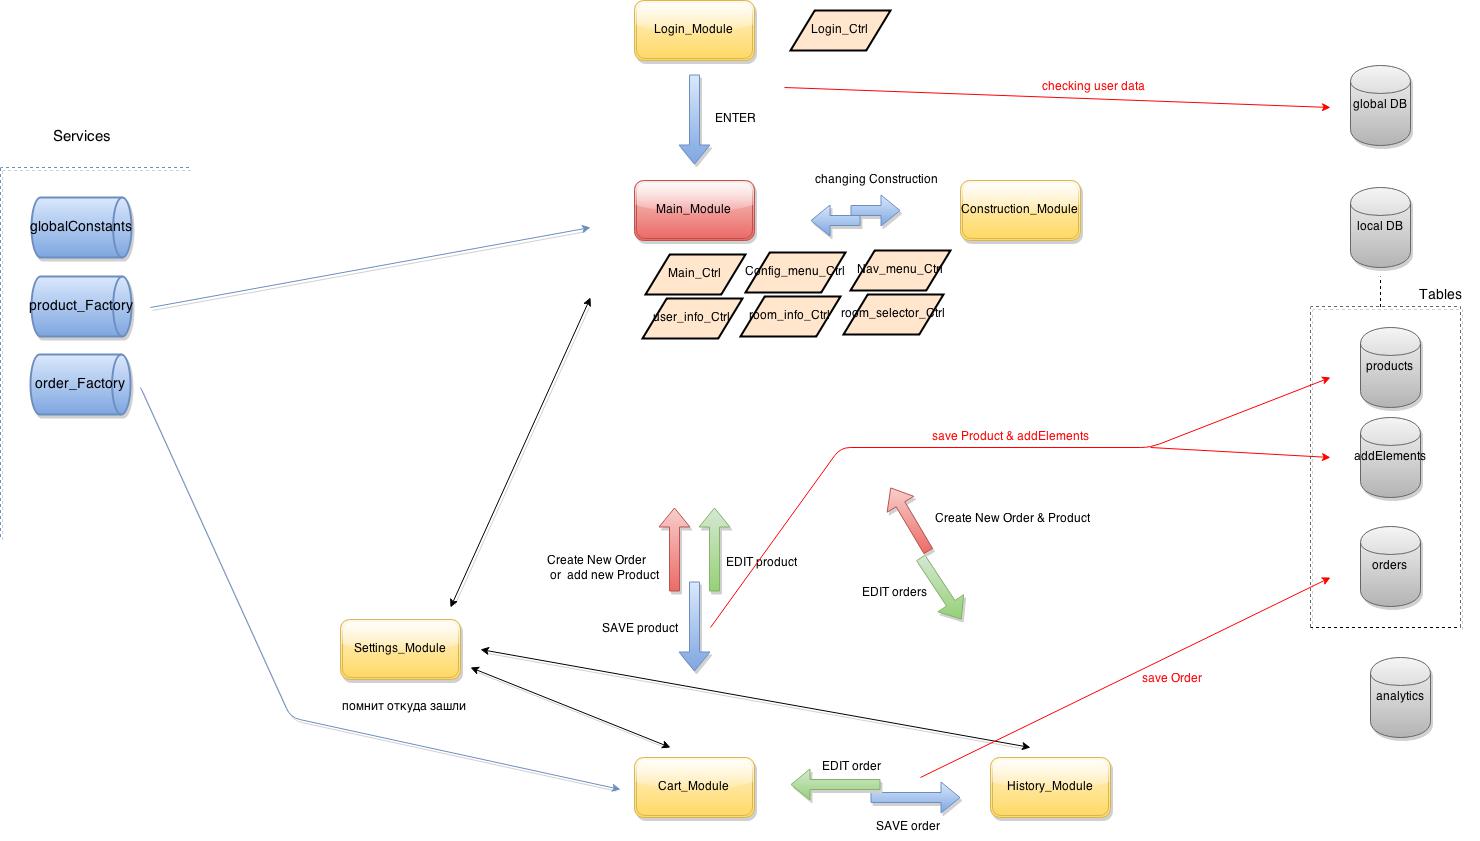 Login_Module
Login_Ctrl
checking user data
global DB
ENTER
Services
changing Construction
Main_Module
Construction_Module
globalConstants
local DB
Main_Ctrl
Config_menu_Ctrl
Nav_menu_Ctrl
Tables
product_Factory
user_info_Ctrl
room_info_Ctrl
room_selector_Ctrl
products
order_Factory
save Product & addElements
addElements
Create New Order & Product
Create New Order
or add new Product
EDIT product
orders
EDIT orders
SAVE product
Settings_Module
save Order
analytics
помнит откуда зашли
EDIT order
Cart_Module
History_Module
SAVE order